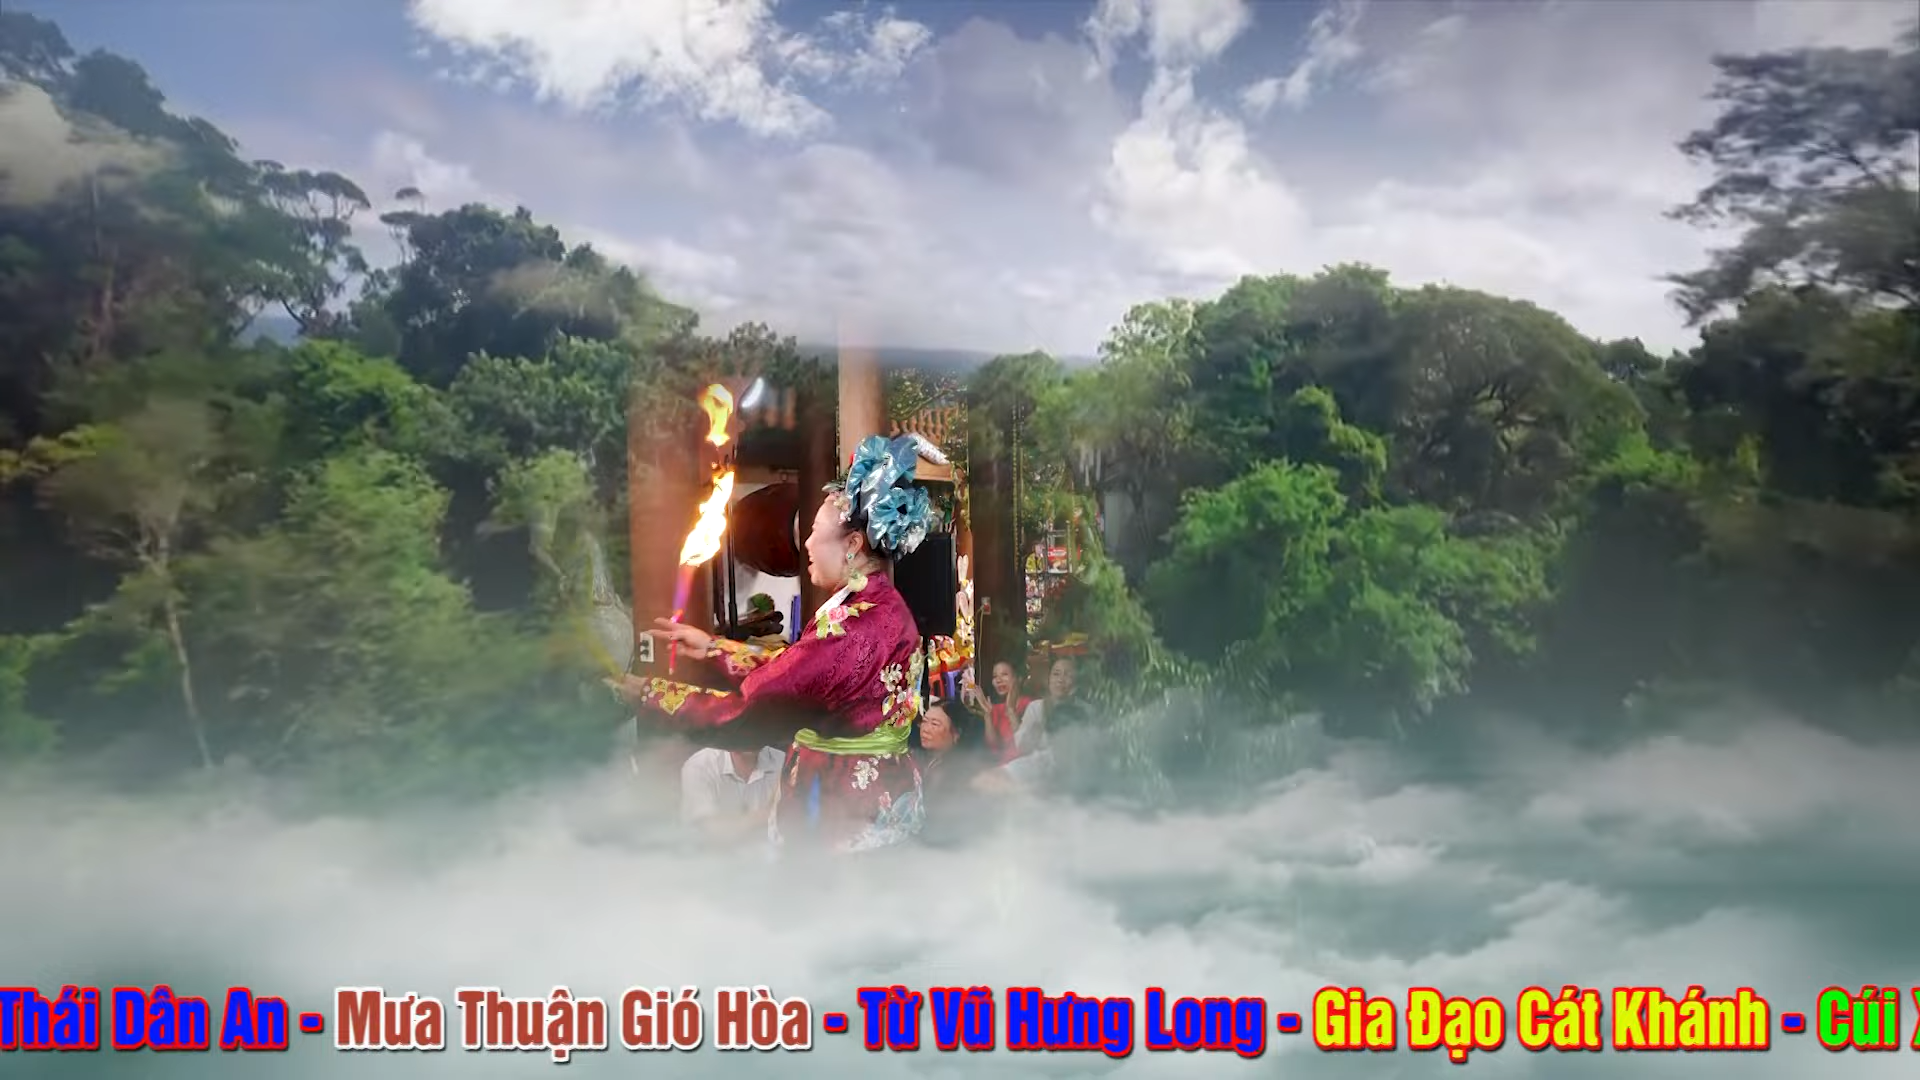 Thái Dân An - Mưa Thuận Gió Hòa - Từ Vũ Hưng Long - Gia Đạo Cát Khánh - Cúi